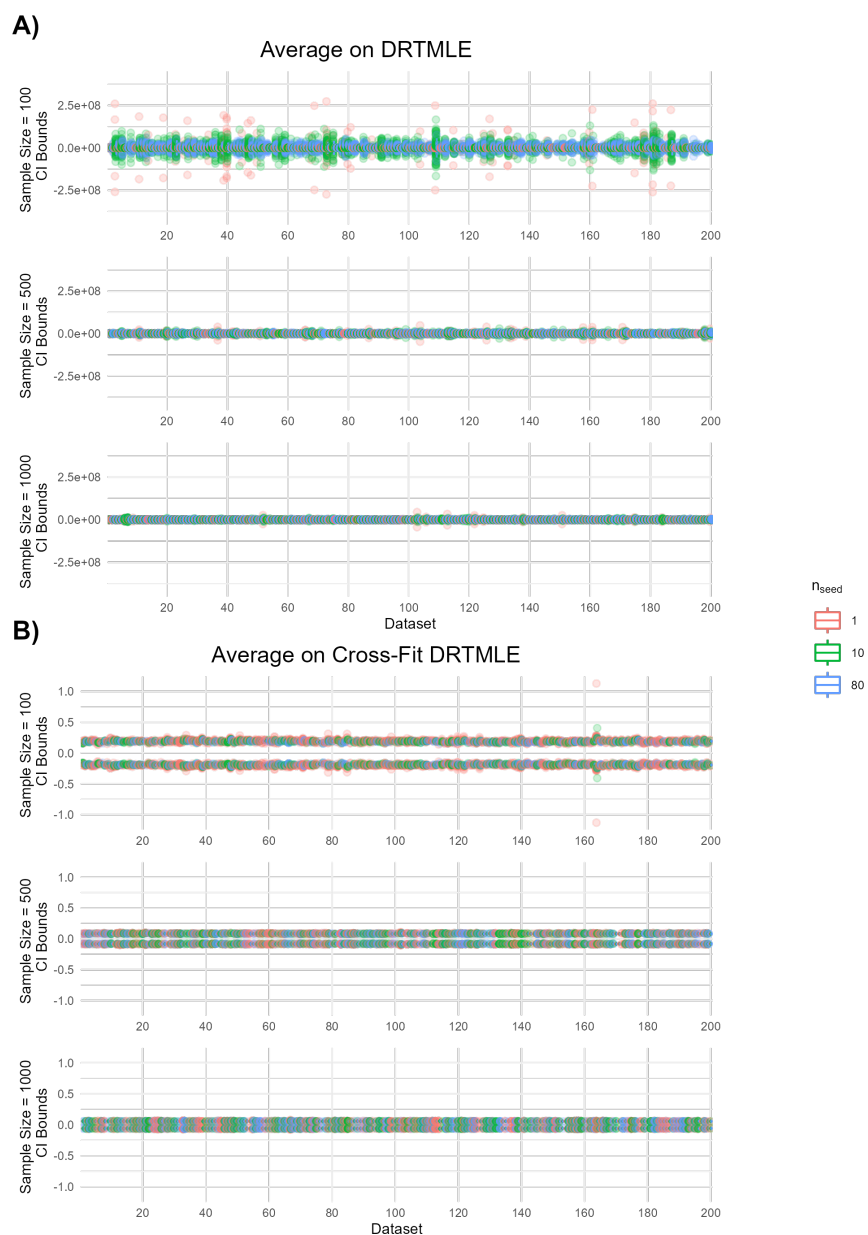 A)
Average on DRTMLE
Sample Size = 100
CI Bounds
2.5e+08
0.0e+00
-2.5e+08
20 40 60 80 100 120 140 160 180 200
Sample Size = 500
CI Bounds
2.5e+08
0.0e+00
-2.5e+08
20 40 60 80 100 120 140 160 180 200
Sample Size = 1000
CI Bounds
2.5e+08
0.0e+00
-2.5e+08
20 40 60 80 100 120 140 160 180 200
Dataset
nseed
1
10
80
B)
Average on Cross-Fit DRTMLE
Sample Size = 100
CI Bounds
1.0
0.5
0.0
-0.5
-1.0
20 40 60 80 100 120 140 160 180 200
Sample Size = 500
CI Bounds
1.0
0.5
0.0
-0.5
-1.0
20 40 60 80 100 120 140 160 180 200
Sample Size = 1000
CI Bounds
1.0
0.5
0.0
-0.5
-1.0
20 40 60 80 100 120 140 160 180 200
Dataset